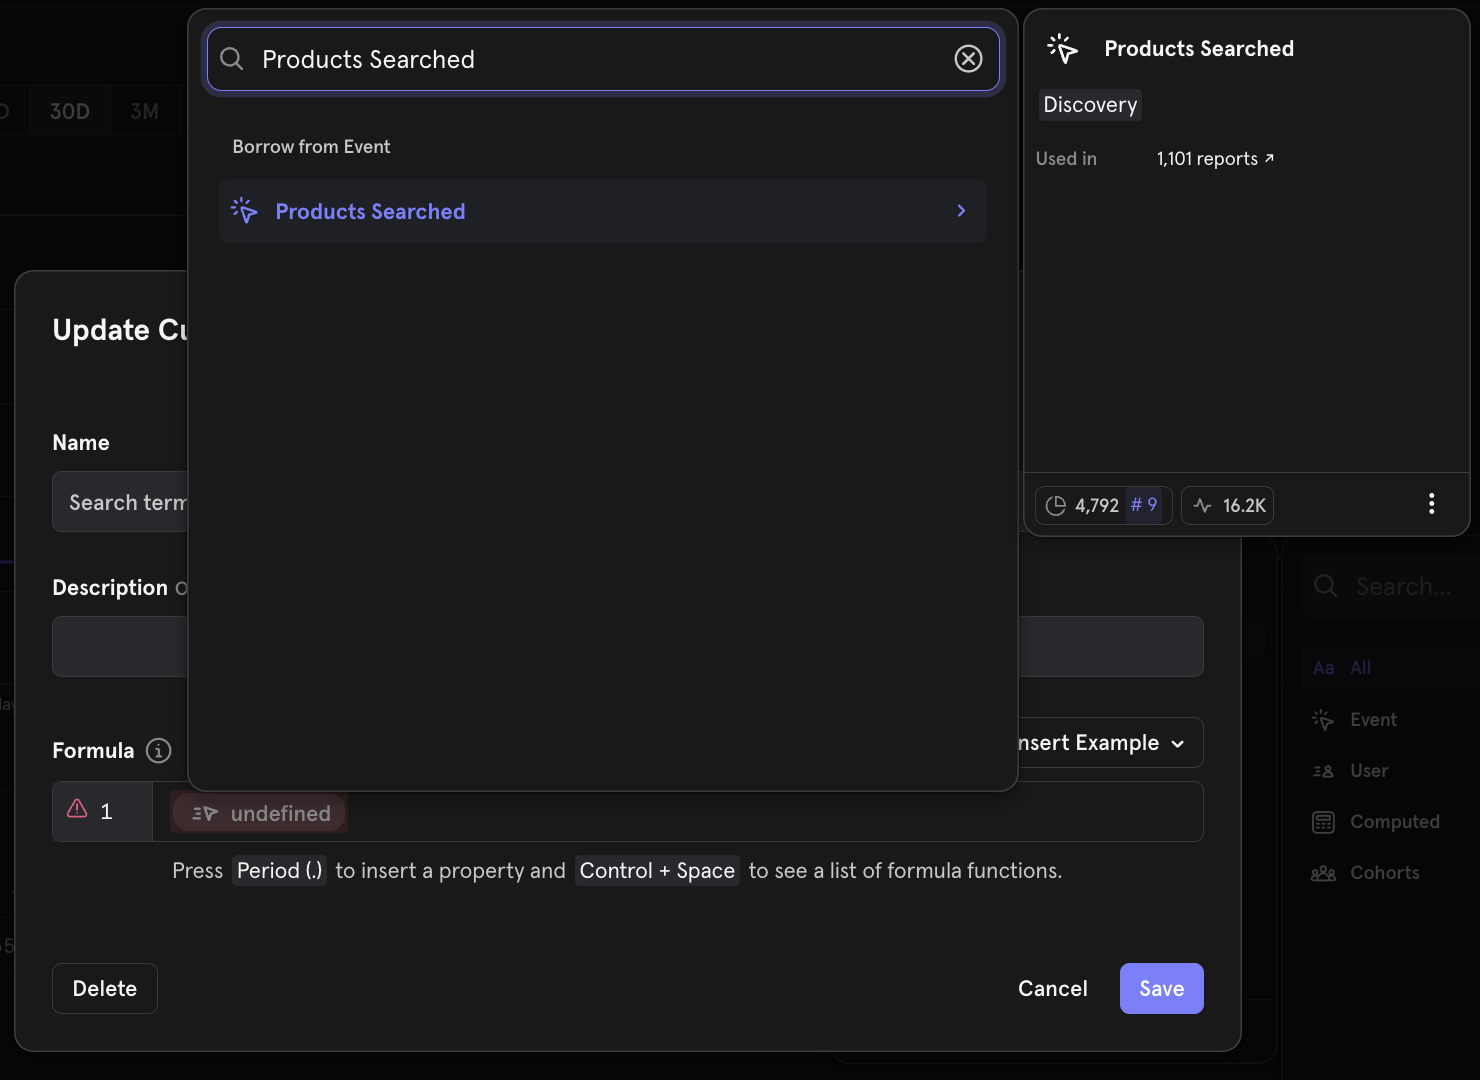 Products Searched
Borrow from Event
Products Searched
Products Searched
Discovery
Used in 1,101 reports ↗
4,792 # 9 16.2K
30D 3M
Update Cu
Name
Search term
Description
Formula
nsert Example
1 undefined
Press Period (.) to insert a property and Control + Space to see a list of formula functions.
Delete Cancel Save
Search...
Aa All
Event
User
Computed
Cohorts